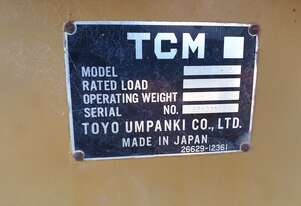 TCM
MODEL
RATED LOAD
OPERATING WEIGHT
SERIAL NO.
TOYO UMPANKI CO., LTD.
MADE IN JAPAN
26629-12361